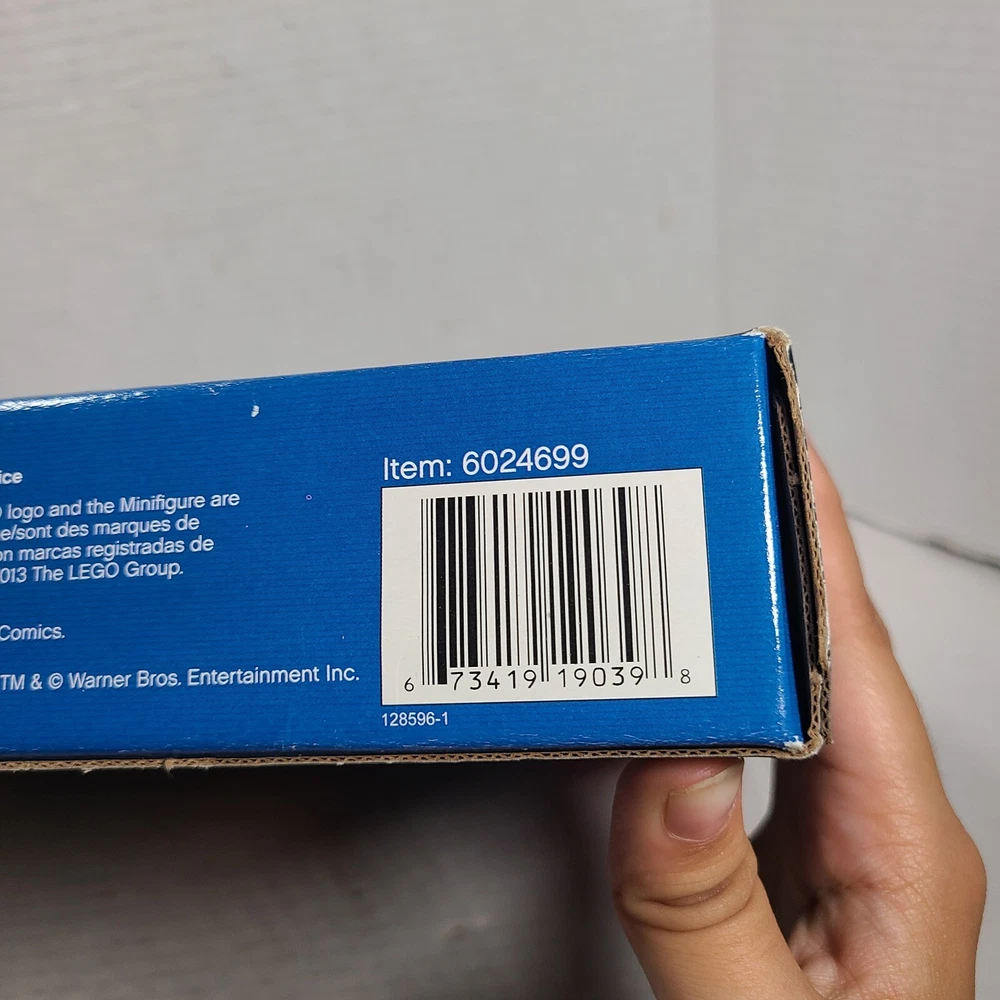 ice
logo and the Minifigure are
e/sont des marques de
on marcas registradas de
013 The LEGO Group.
Comics.
TM & © Warner Bros. Entertainment Inc.
Item: 6024699
6 73419 19039 8
128596-1